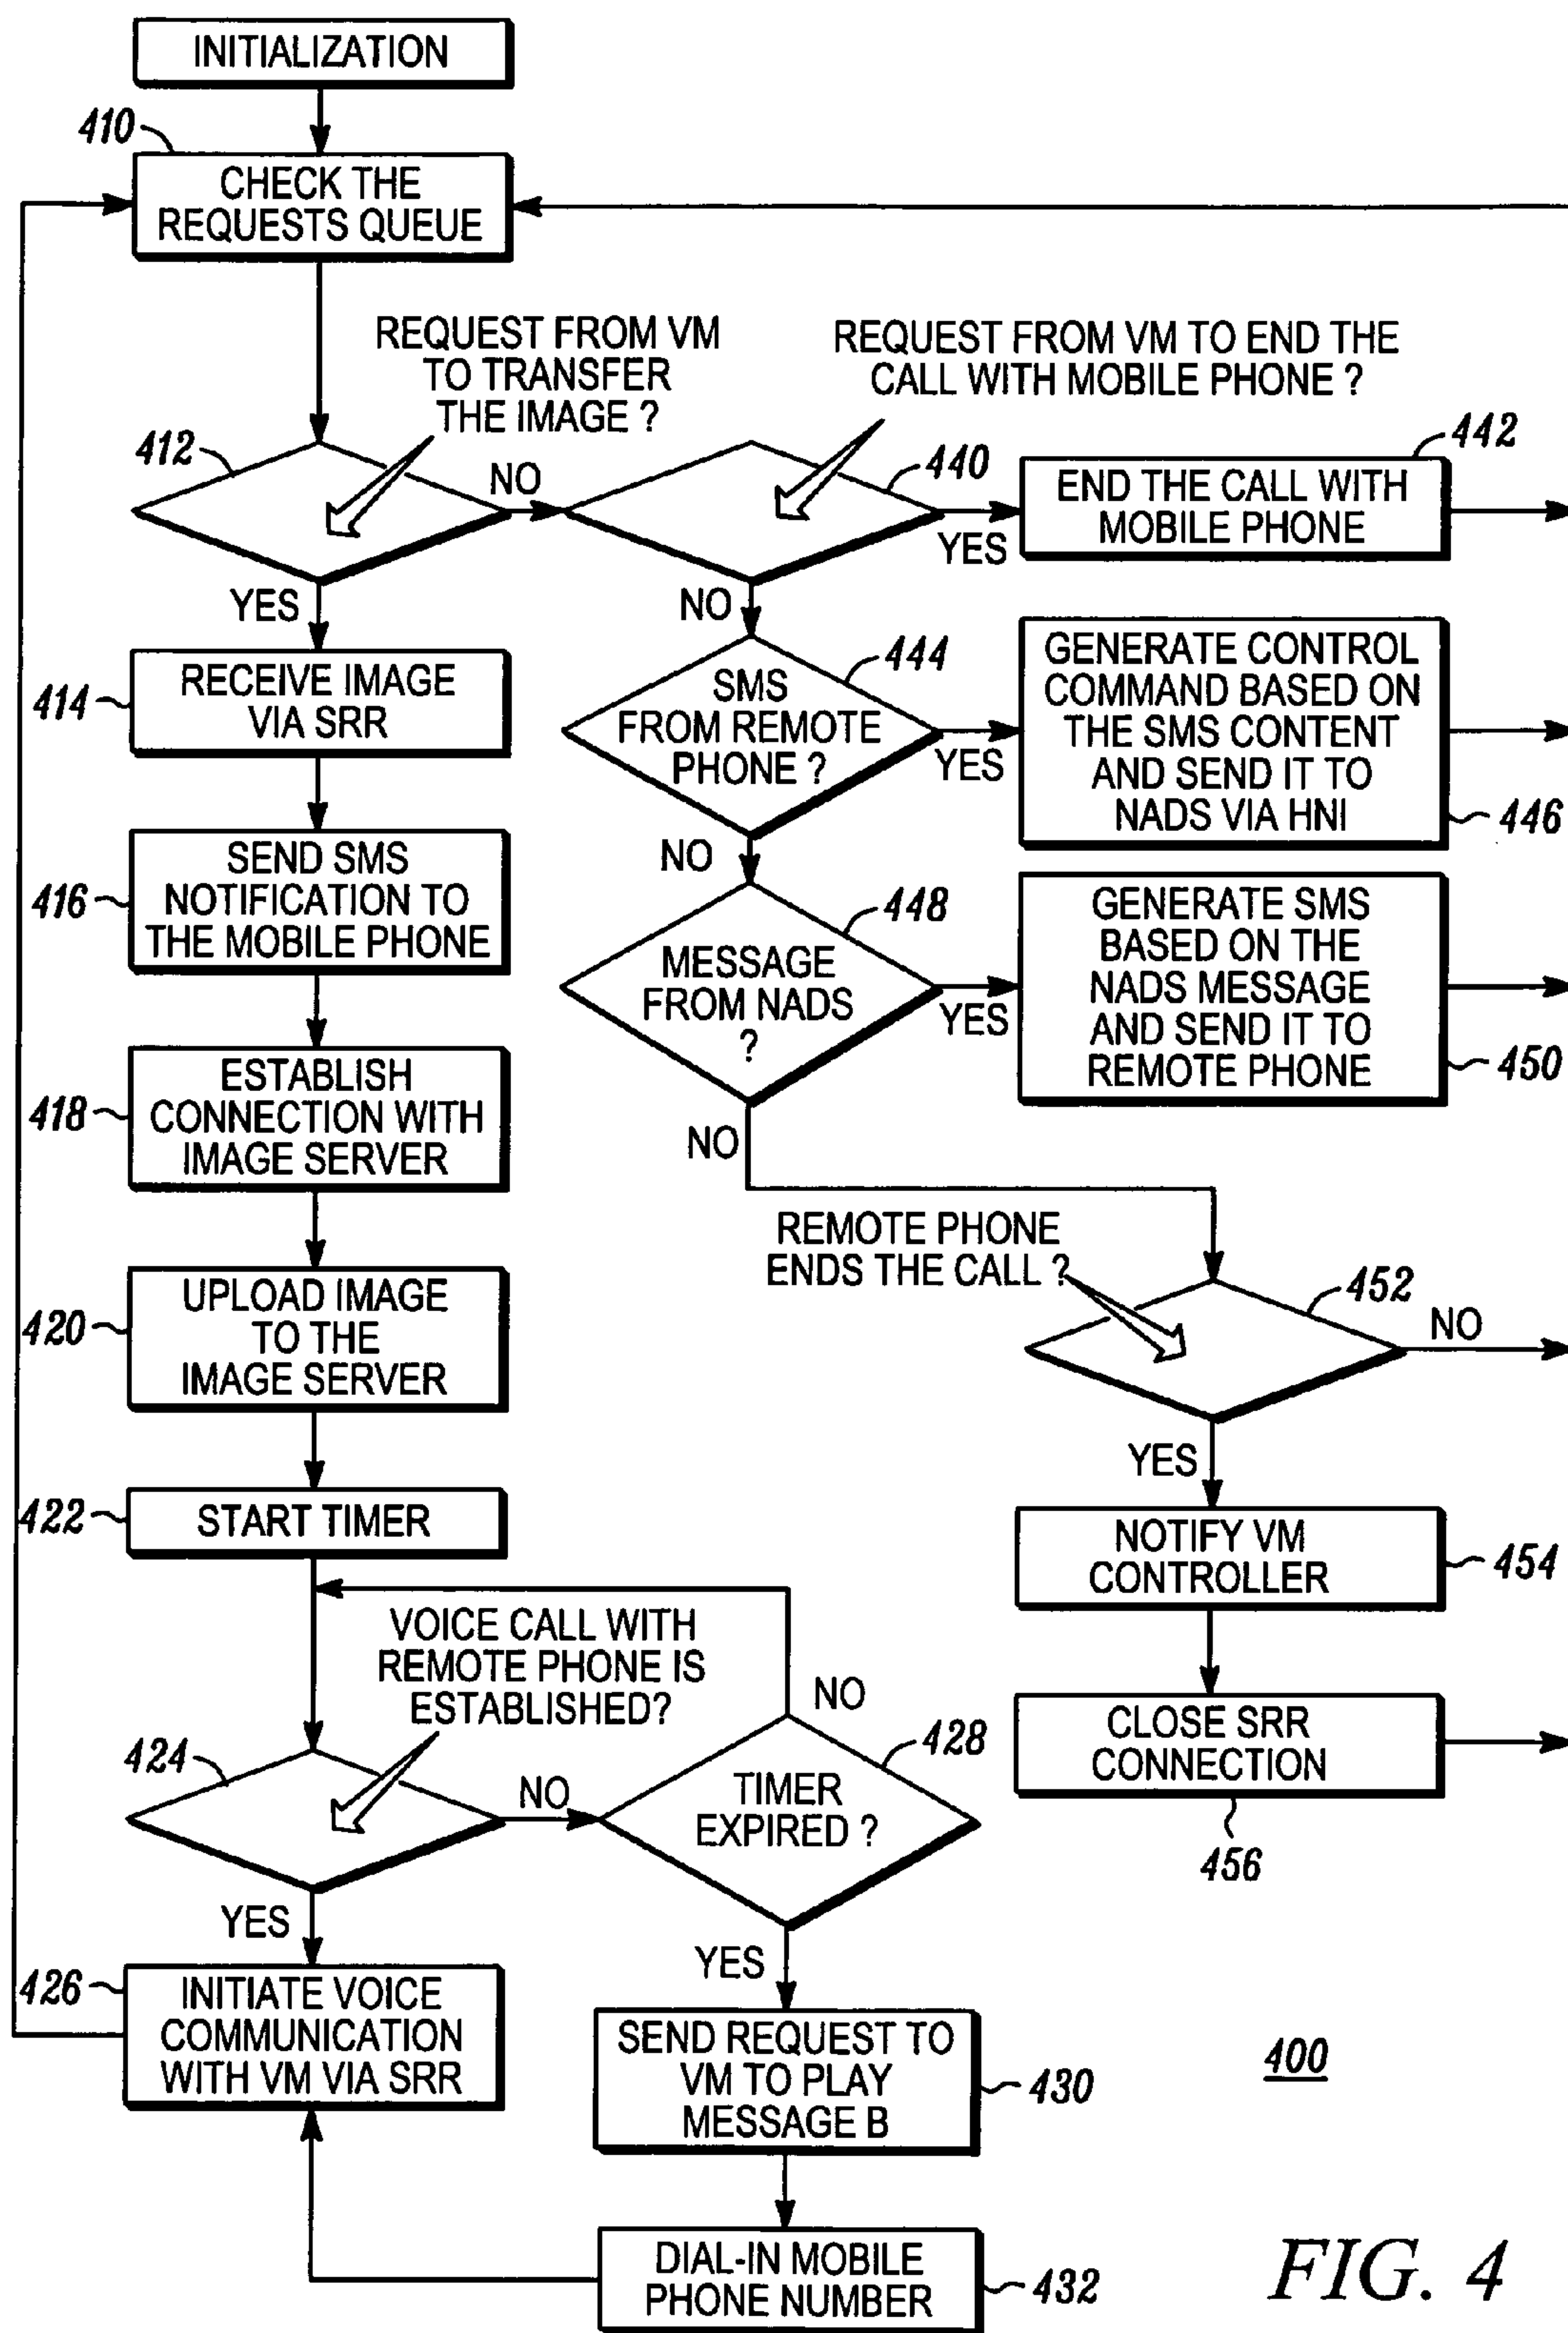 INITIALIZATION
410
CHECK THE
REQUESTS QUEUE
REQUEST FROM VM
TO TRANSFER
THE IMAGE ?
REQUEST FROM VM TO END THE
CALL WITH MOBILE PHONE ?
412
NO
440
YES
442
END THE CALL WITH
MOBILE PHONE
YES
NO
414
RECEIVE IMAGE
VIA SRR
444
SMS
FROM REMOTE
PHONE ?
YES
GENERATE CONTROL
COMMAND BASED ON
THE SMS CONTENT
AND SEND IT TO
NADS VIA HNI
446
NO
416
SEND SMS
NOTIFICATION TO
THE MOBILE PHONE
448
MESSAGE
FROM NADS
?
YES
GENERATE SMS
BASED ON THE
NADS MESSAGE
AND SEND IT TO
REMOTE PHONE
450
NO
418
ESTABLISH
CONNECTION WITH
IMAGE SERVER
REMOTE PHONE
ENDS THE CALL ?
452
NO
YES
420
UPLOAD IMAGE
TO THE
IMAGE SERVER
422
START TIMER
NOTIFY VM
CONTROLLER
454
VOICE CALL WITH
REMOTE PHONE IS
ESTABLISHED?
NO
424
NO
428
TIMER
EXPIRED ?
CLOSE SRR
CONNECTION
456
YES
YES
426
INITIATE VOICE
COMMUNICATION
WITH VM VIA SRR
SEND REQUEST TO
VM TO PLAY
MESSAGE B
430
400
DIAL-IN MOBILE
PHONE NUMBER
432
FIG. 4